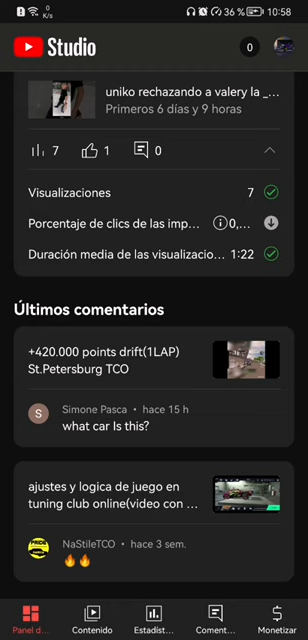 0
K/s
36 %
10:58
Studio
0
uniko rechazando a valery la _...
Primeros 6 días y 9 horas
7
1
0
Visualizaciones
7
Porcentaje de clics de las imp...
0,...
Duración media de las visualizacio...
1:22
Últimos comentarios
+420.000 points drift(1LAP)
St.Petersburg TCO
S
Simone Pasca • hace 15 h
what car Is this?
ajustes y logica de juego en
tuning club online(video con ...
NaStileTCO • hace 3 sem.
🔥🔥
Panel d...
Contenido
Estadíst...
Coment...
Monetizar